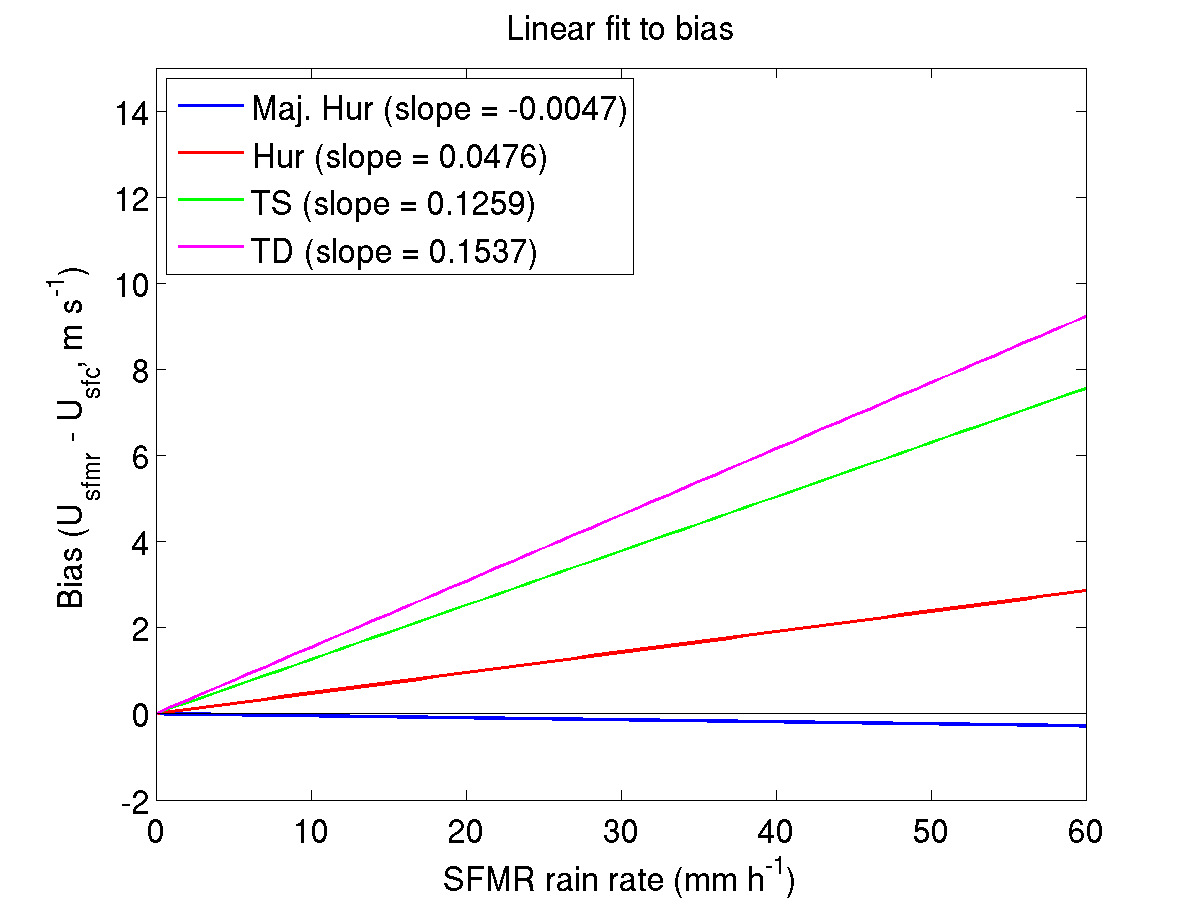 Linear fit to bias
Maj. Hur (slope = -0.0047)
Hur (slope = 0.0476)
TS (slope = 0.1259)
TD (slope = 0.1537)
14
12
10
8
6
4
2
0
-2
Bias (U_sfmr - U_sfc, m s^-1)
0 10 20 30 40 50 60
SFMR rain rate (mm h^-1)